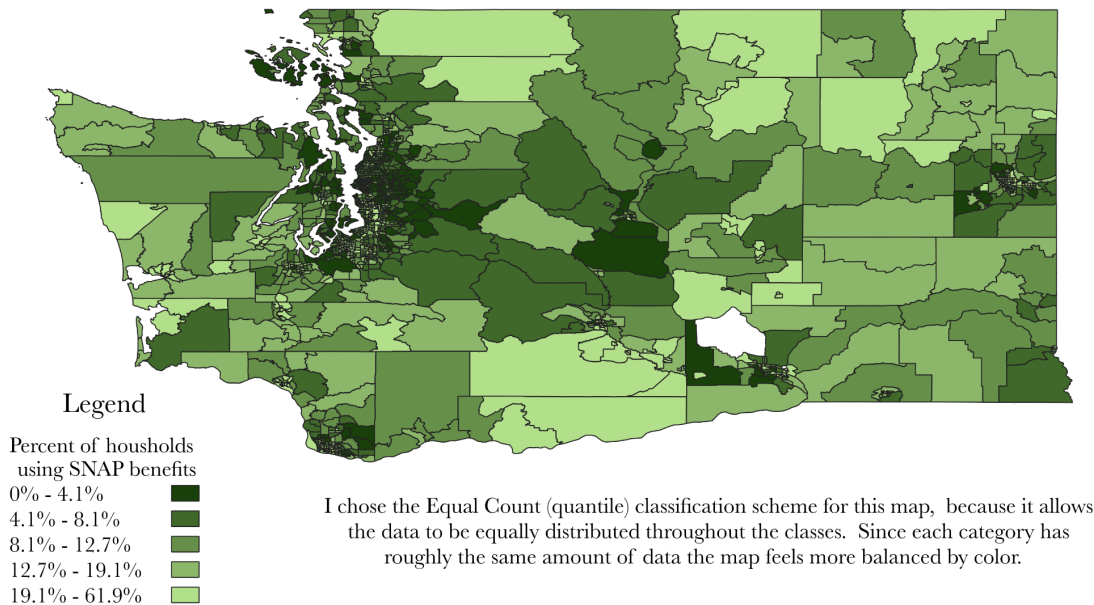 Legend
Percent of housholds
using SNAP benefits
0% - 4.1%
4.1% - 8.1%
8.1% - 12.7%
12.7% - 19.1%
19.1% - 61.9%
I chose the Equal Count (quantile) classification scheme for this map, because it allows
the data to be equally distributed throughout the classes. Since each category has
roughly the same amount of data the map feels more balanced by color.